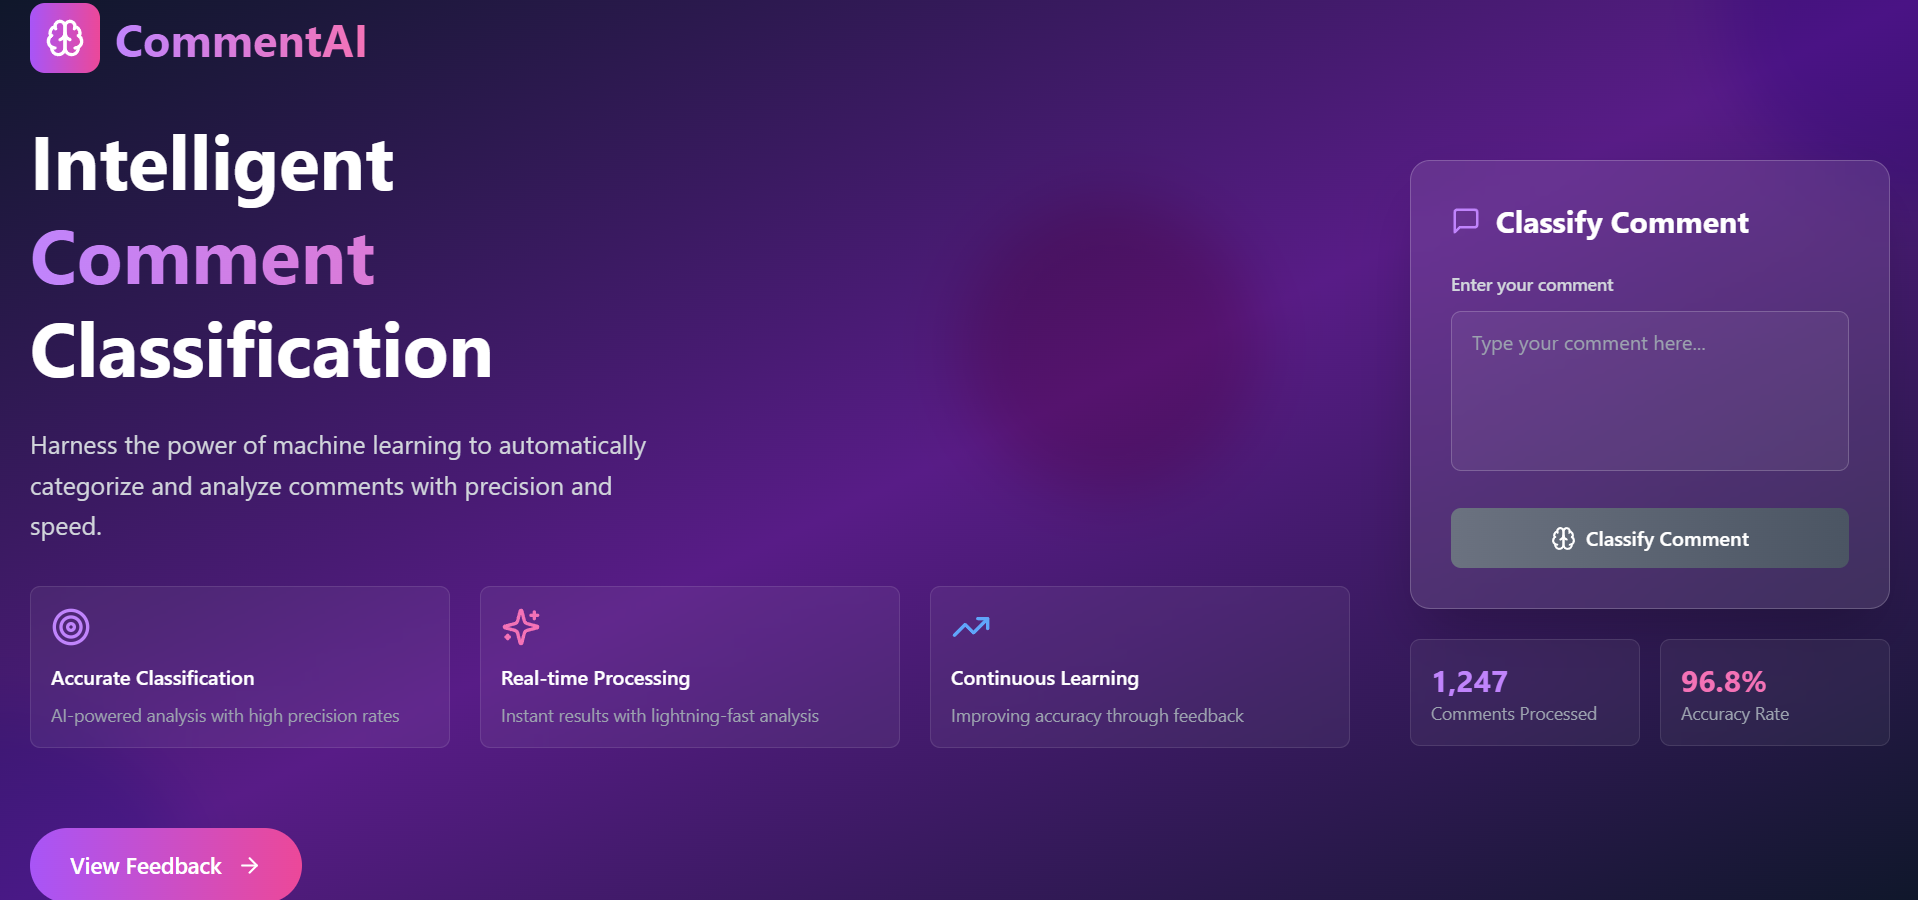 CommentAI
Intelligent
Comment
Classification
Harness the power of machine learning to automatically
categorize and analyze comments with precision and
speed.
Accurate Classification
AI-powered analysis with high precision rates
Real-time Processing
Instant results with lightning-fast analysis
Continuous Learning
Improving accuracy through feedback
View Feedback
Classify Comment
Enter your comment
Type your comment here...
Classify Comment
1,247
Comments Processed
96.8%
Accuracy Rate